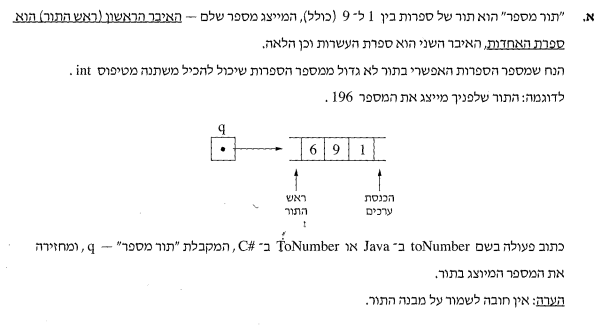 א. "תור מספר" הוא תור של ספרות בין 1 ל־ 9 (כולל), המייצג מספר שלם — האיבר הראשון (ראש התור) הוא
ספרת האחדות, האיבר השני הוא ספרת העשרות וכן הלאה.
הנח שמספר הספרות האפשרי בתור לא גדול ממספר הספרות שיכול להכיל משתנה מטיפוס int .
לדוגמה: התור שלפניך מייצג את המספר 196 .
q
6 9 1
ראש התור
הכנסת ערכים
כתוב פעולה בשם toNumber ב־ Java או ToNumber ב־ C#, המקבלת "תור מספר" — q , ומחזירה
את המספר המיוצג בתור.
הערה: אין חובה לשמור על מבנה התור.